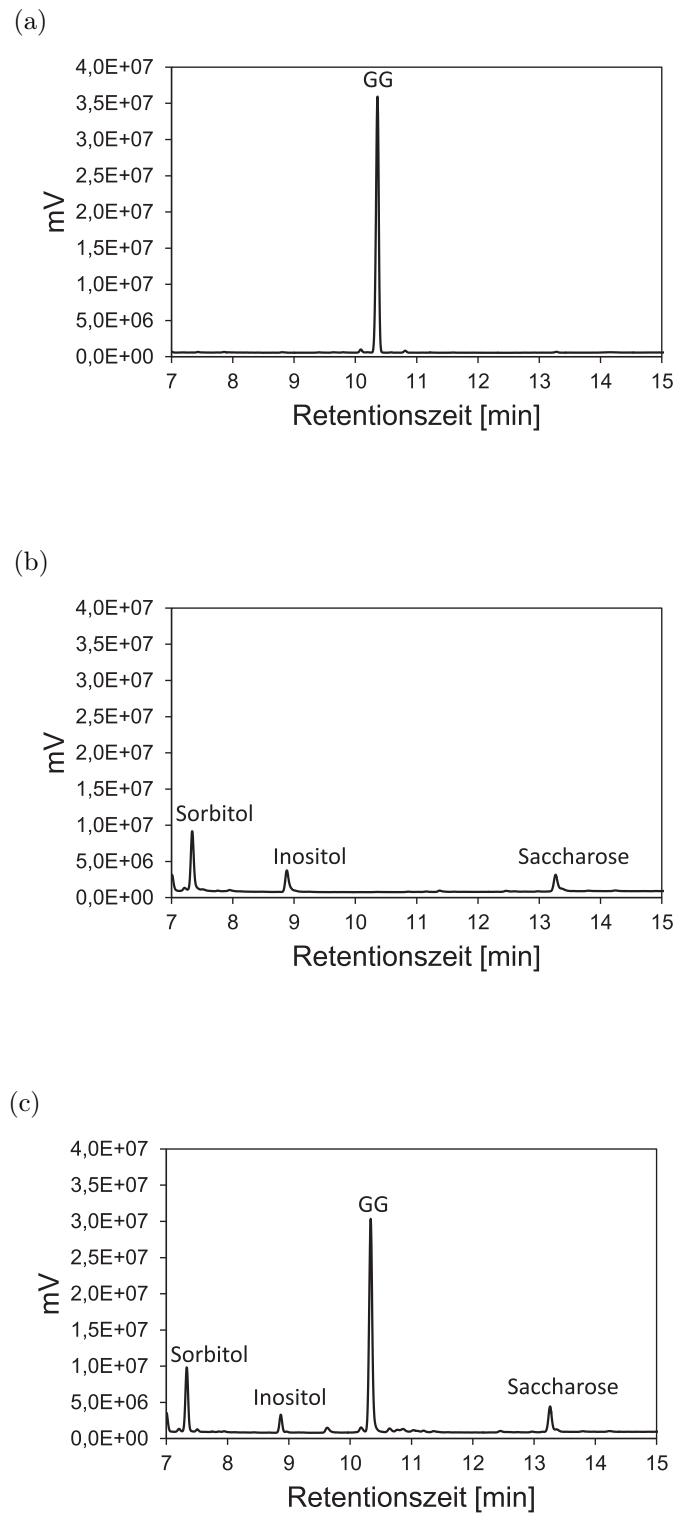 (a)
4,0E+07
3,5E+07
3,0E+07
2,5E+07
2,0E+07
1,5E+07
1,0E+07
5,0E+06
0,0E+00
mV
GG
7 8 9 10 11 12 13 14 15
Retentionszeit [min]
(b)
4,0E+07
3,5E+07
3,0E+07
2,5E+07
2,0E+07
1,5E+07
1,0E+07
5,0E+06
0,0E+00
mV
Sorbitol
Inositol
Saccharose
7 8 9 10 11 12 13 14 15
Retentionszeit [min]
(c)
4,0E+07
3,5E+07
3,0E+07
2,5E+07
2,0E+07
1,5E+07
1,0E+07
5,0E+06
0,0E+00
mV
Sorbitol
Inositol
GG
Saccharose
7 8 9 10 11 12 13 14 15
Retentionszeit [min]